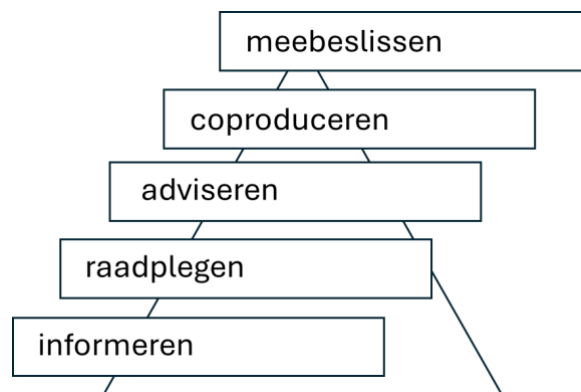 meebeslissen
coproduceren
adviseren
raadplegen
informeren